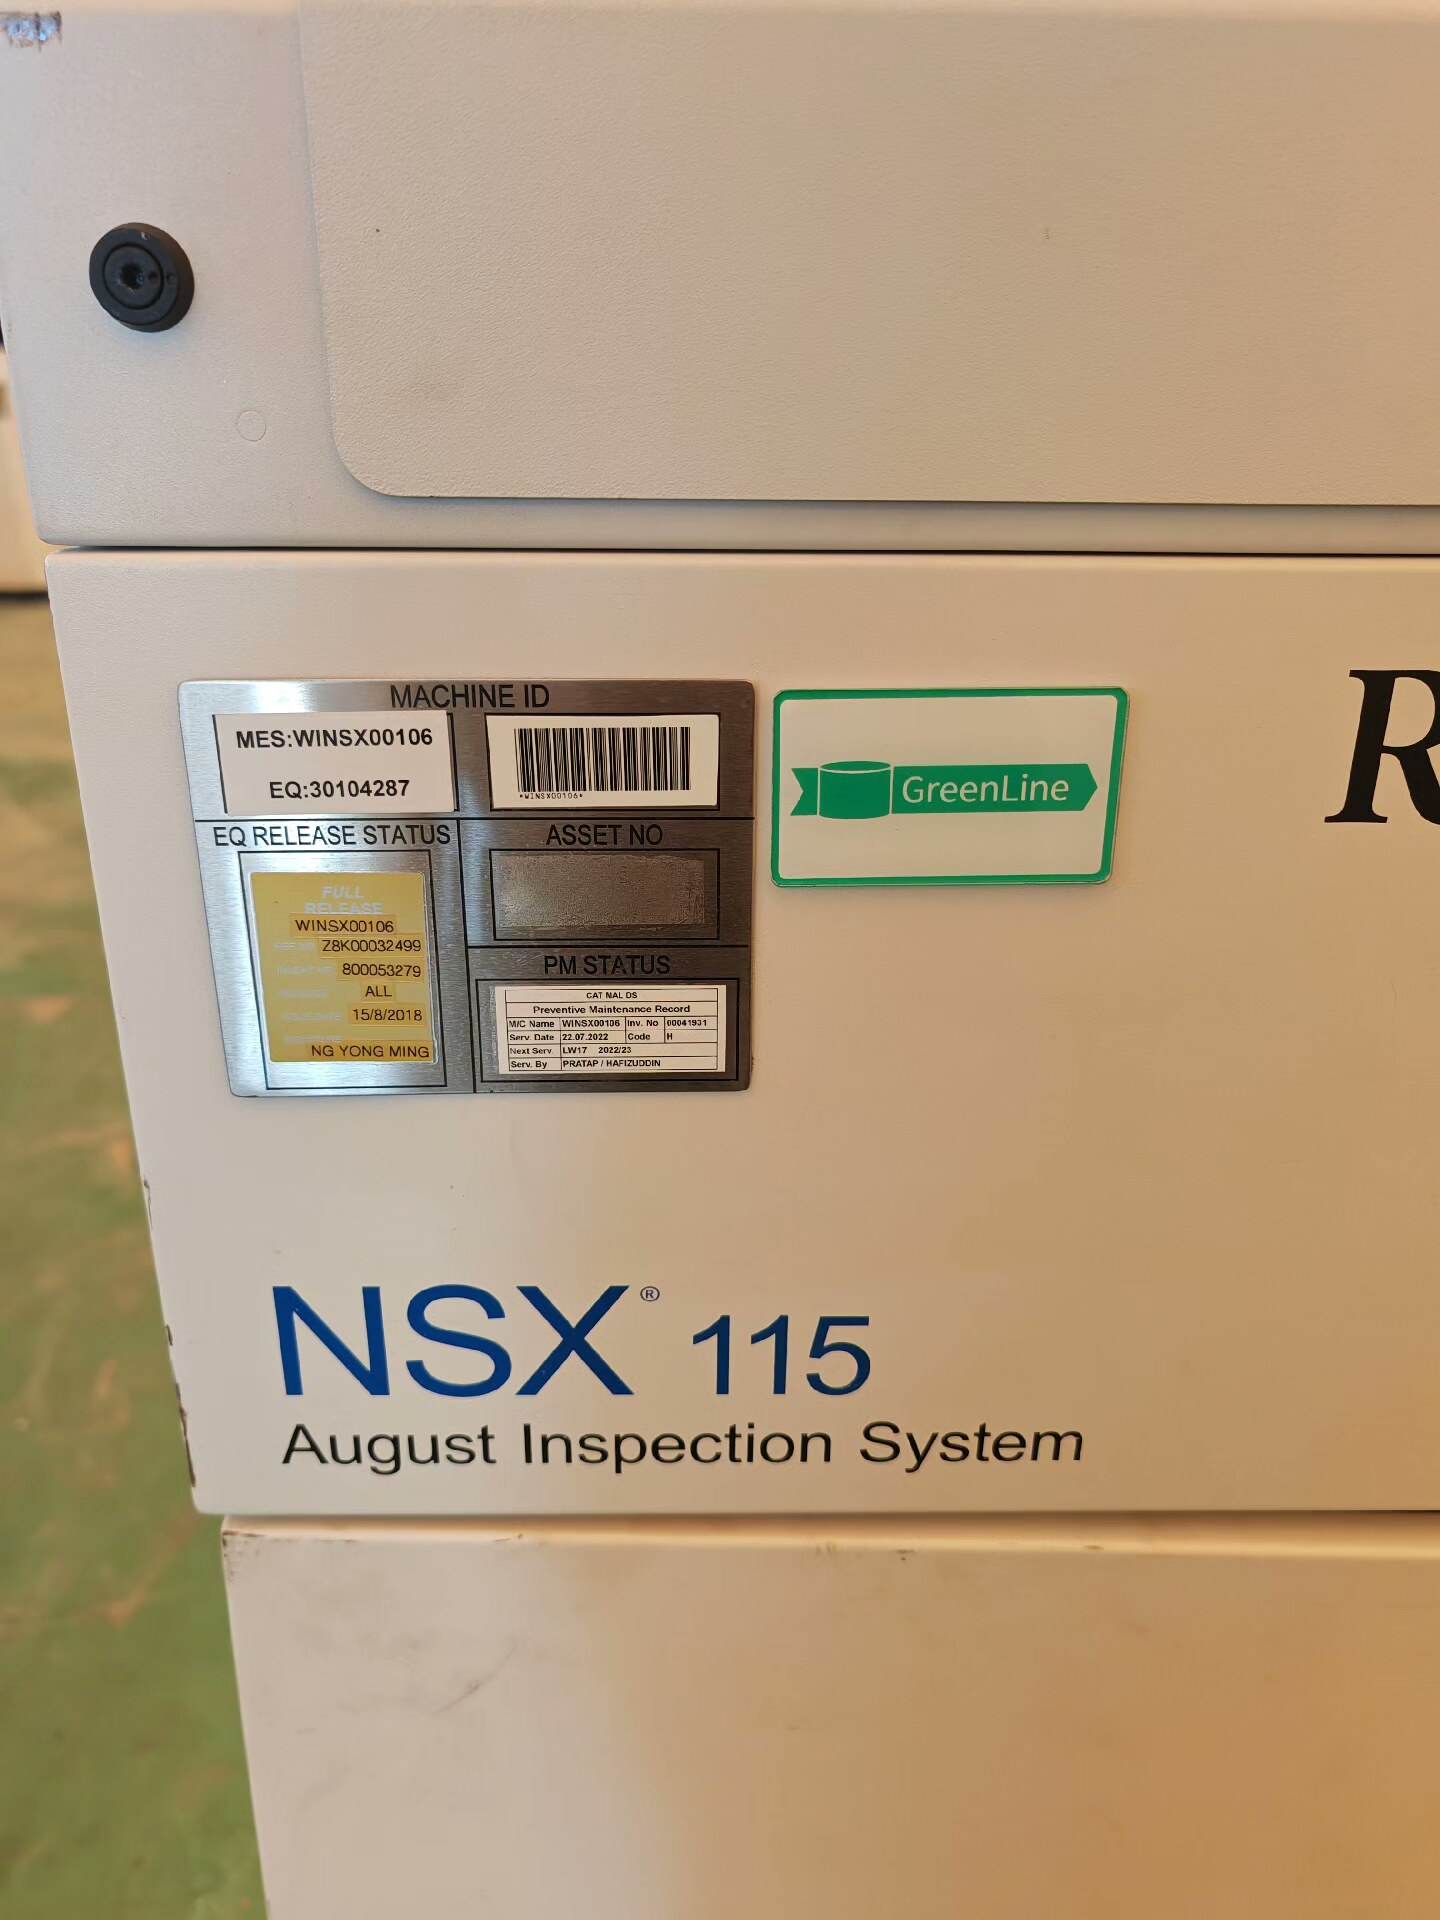 MACHINE ID
MES:WINSX00106
EQ:30104287
*WINSX00106*
EQ RELEASE STATUS
FULL
RELEASE
WINSX00106
Z8K00032499
800053279
ALL
15/8/2018
NG YONG MING
ASSET NO
PM STATUS
CAT NAL DS
Preventive Maintenance Record
M/C Name WINSX00106 Inv. No 00041931
Serv. Date 22.07.2022 Code H
Next Serv. LW17 2022/23
Serv. By PRATAP / HAFIZUDDIN
GreenLine
R
NSX® 115
August Inspection System